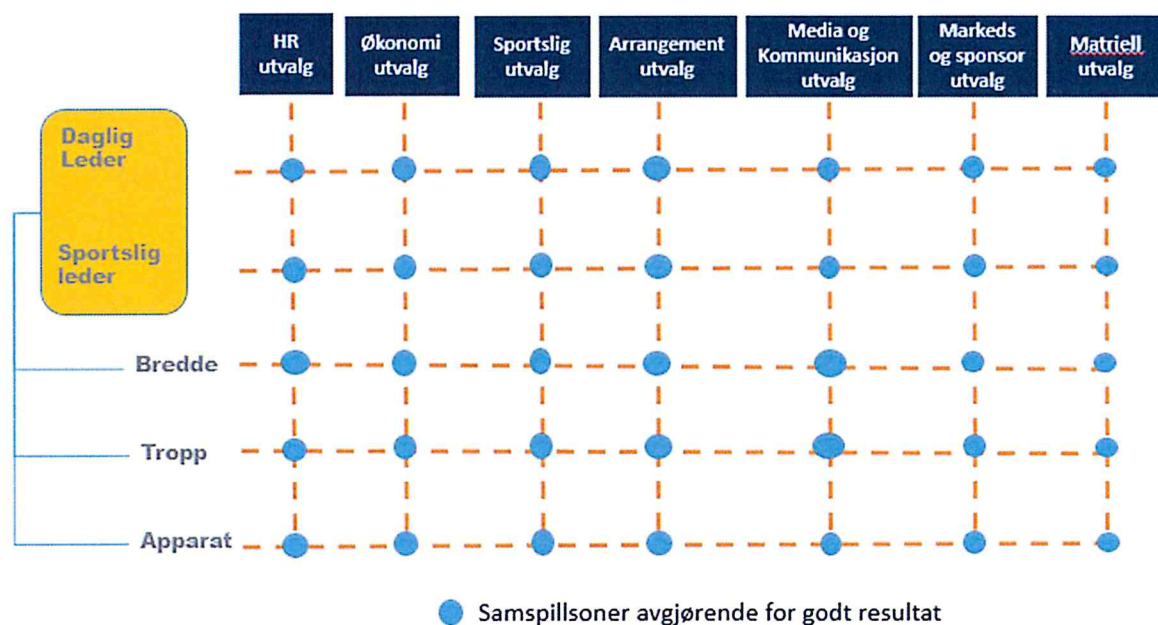 HR
utvalg
Økonomi
utvalg
Sportslig
utvalg
Arrangement
utvalg
Media og
Kommunikasjon
utvalg
Markeds
og sponsor
utvalg
Matriell
utvalg
Daglig
Leder
Sportslig
leder
Bredde
Tropp
Apparat
Samspillsoner avgjørende for godt resultat